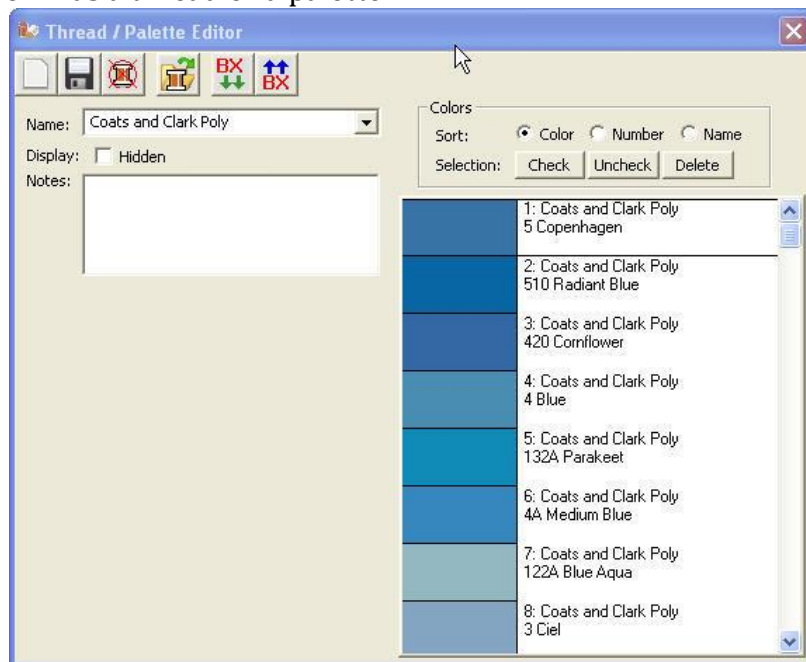 Thread / Palette Editor
BX
BX
Name: Coats and Clark Poly
Display: Hidden
Notes:
Colors
Sort: Color Number Name
Selection: Check Uncheck Delete
1: Coats and Clark Poly
5 Copenhagen
2: Coats and Clark Poly
510 Radiant Blue
3: Coats and Clark Poly
420 Cornflower
4: Coats and Clark Poly
4 Blue
5: Coats and Clark Poly
132A Parakeet
6: Coats and Clark Poly
4A Medium Blue
7: Coats and Clark Poly
122A Blue Aqua
8: Coats and Clark Poly
3 Ciel